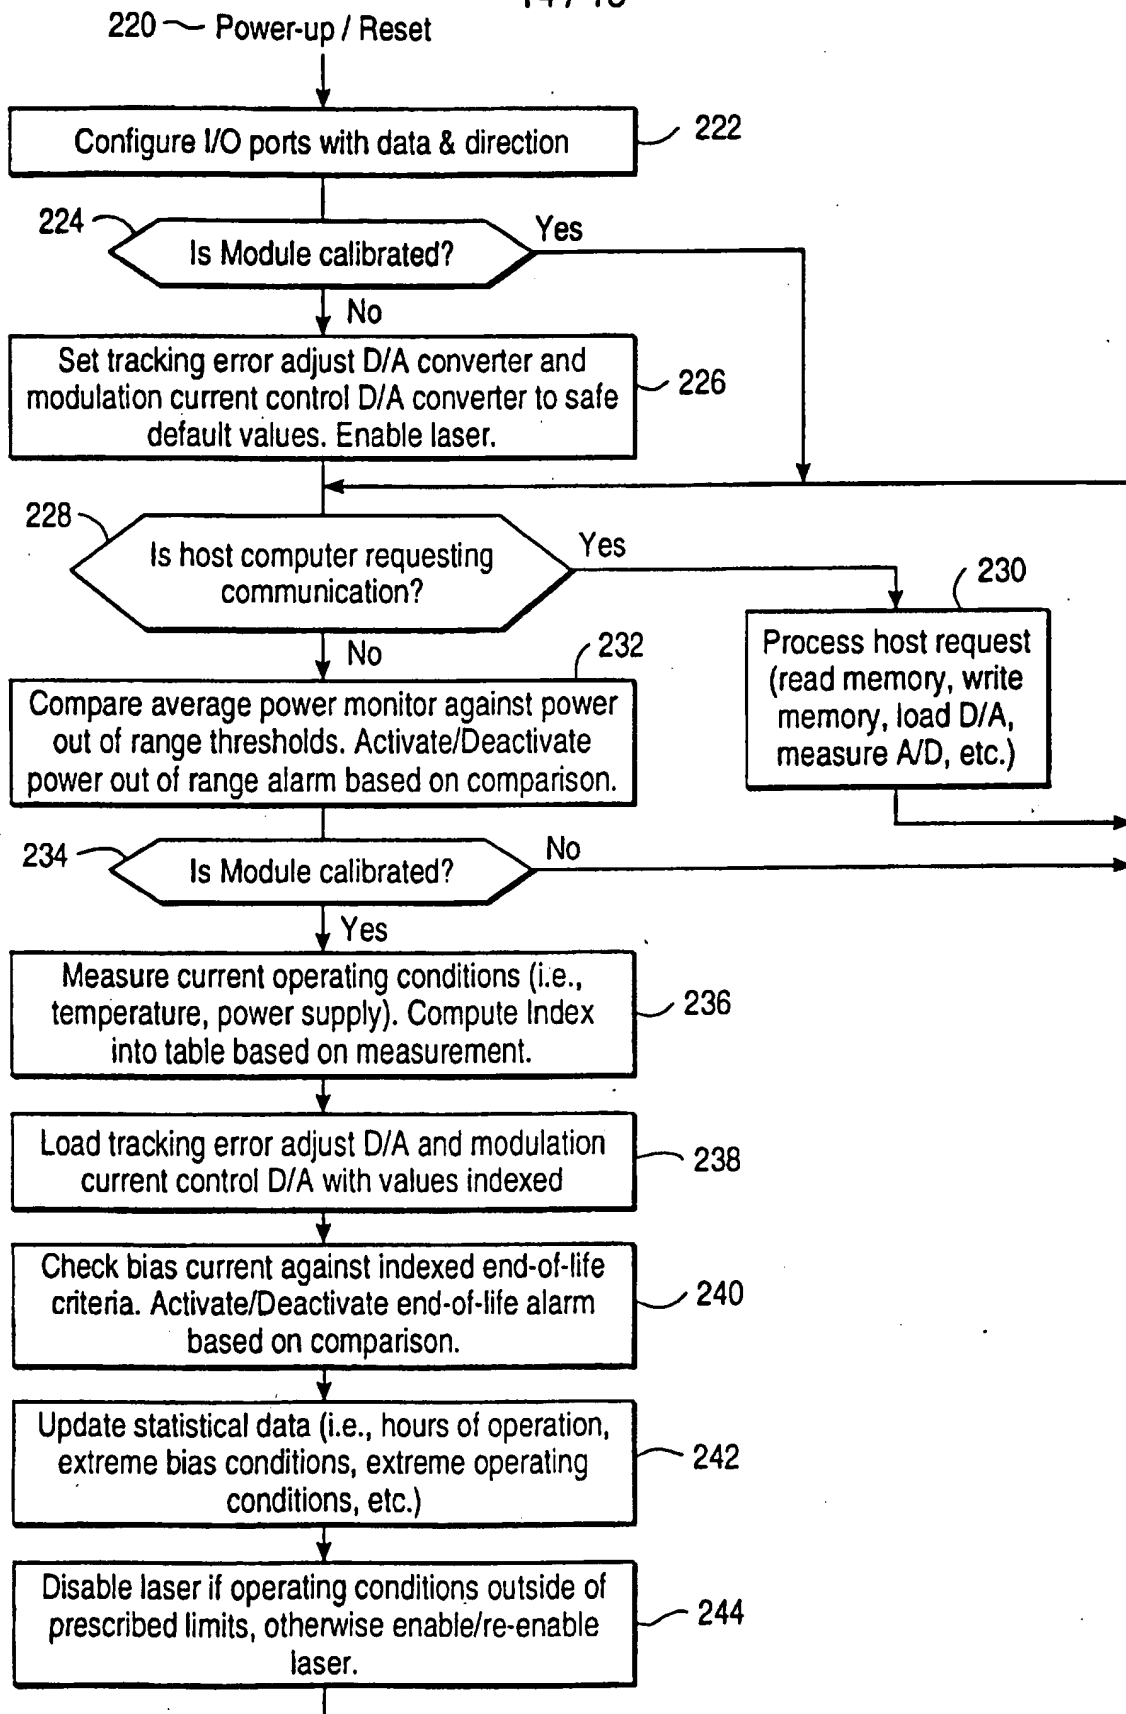 220 Power-up / Reset
Configure I/O ports with data & direction
222
224
Is Module calibrated?
Yes
No
Set tracking error adjust D/A converter and
modulation current control D/A converter to safe
default values. Enable laser.
226
228
Is host computer requesting
communication?
Yes
No
230
Process host request
(read memory, write
memory, load D/A,
measure A/D, etc.)
232
Compare average power monitor against power
out of range thresholds. Activate/Deactivate
power out of range alarm based on comparison.
234
Is Module calibrated?
No
Yes
Measure current operating conditions (i.e.,
temperature, power supply). Compute Index
into table based on measurement.
236
Load tracking error adjust D/A and modulation
current control D/A with values indexed
238
Check bias current against indexed end-of-life
criteria. Activate/Deactivate end-of-life alarm
based on comparison.
240
Update statistical data (i.e., hours of operation,
extreme bias conditions, extreme operating
conditions, etc.)
242
Disable laser if operating conditions outside of
prescribed limits, otherwise enable/re-enable
laser.
244